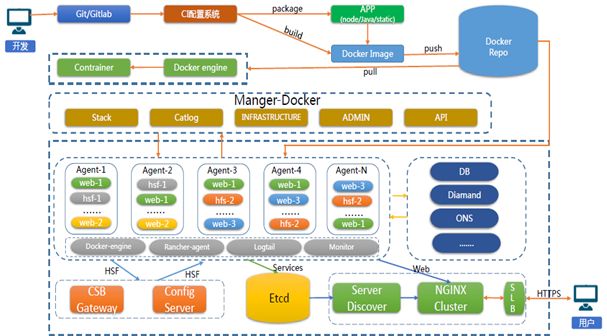 开发
Git/Gitlab
CI配置系统
package
APP
(node/java/static)
build
Docker Image
push
Docker
Repo
Contrainer
Docker engine
pull
Manger-Docker
Stack
Catlog
INFRASTRUCTURE
ADMIN
API
Agent-1
web-1
hsf-1
......
web-2
Agent-2
hsf-1
web-1
......
web-2
Agent-3
web-1
hfs-2
......
web-3
Agent-4
web-1
web-3
......
hfs-2
Agent-N
web-3
hsf-2
......
web-1
Docker-engine
Rancher-agent
Logtail
Monitor
DB
Diamand
ONS
.......
HSF
HSF
Services
Web
CSB
Gateway
Config
Server
Etcd
Server
Discover
NGINX
Cluster
SLB
HTTPS
用户